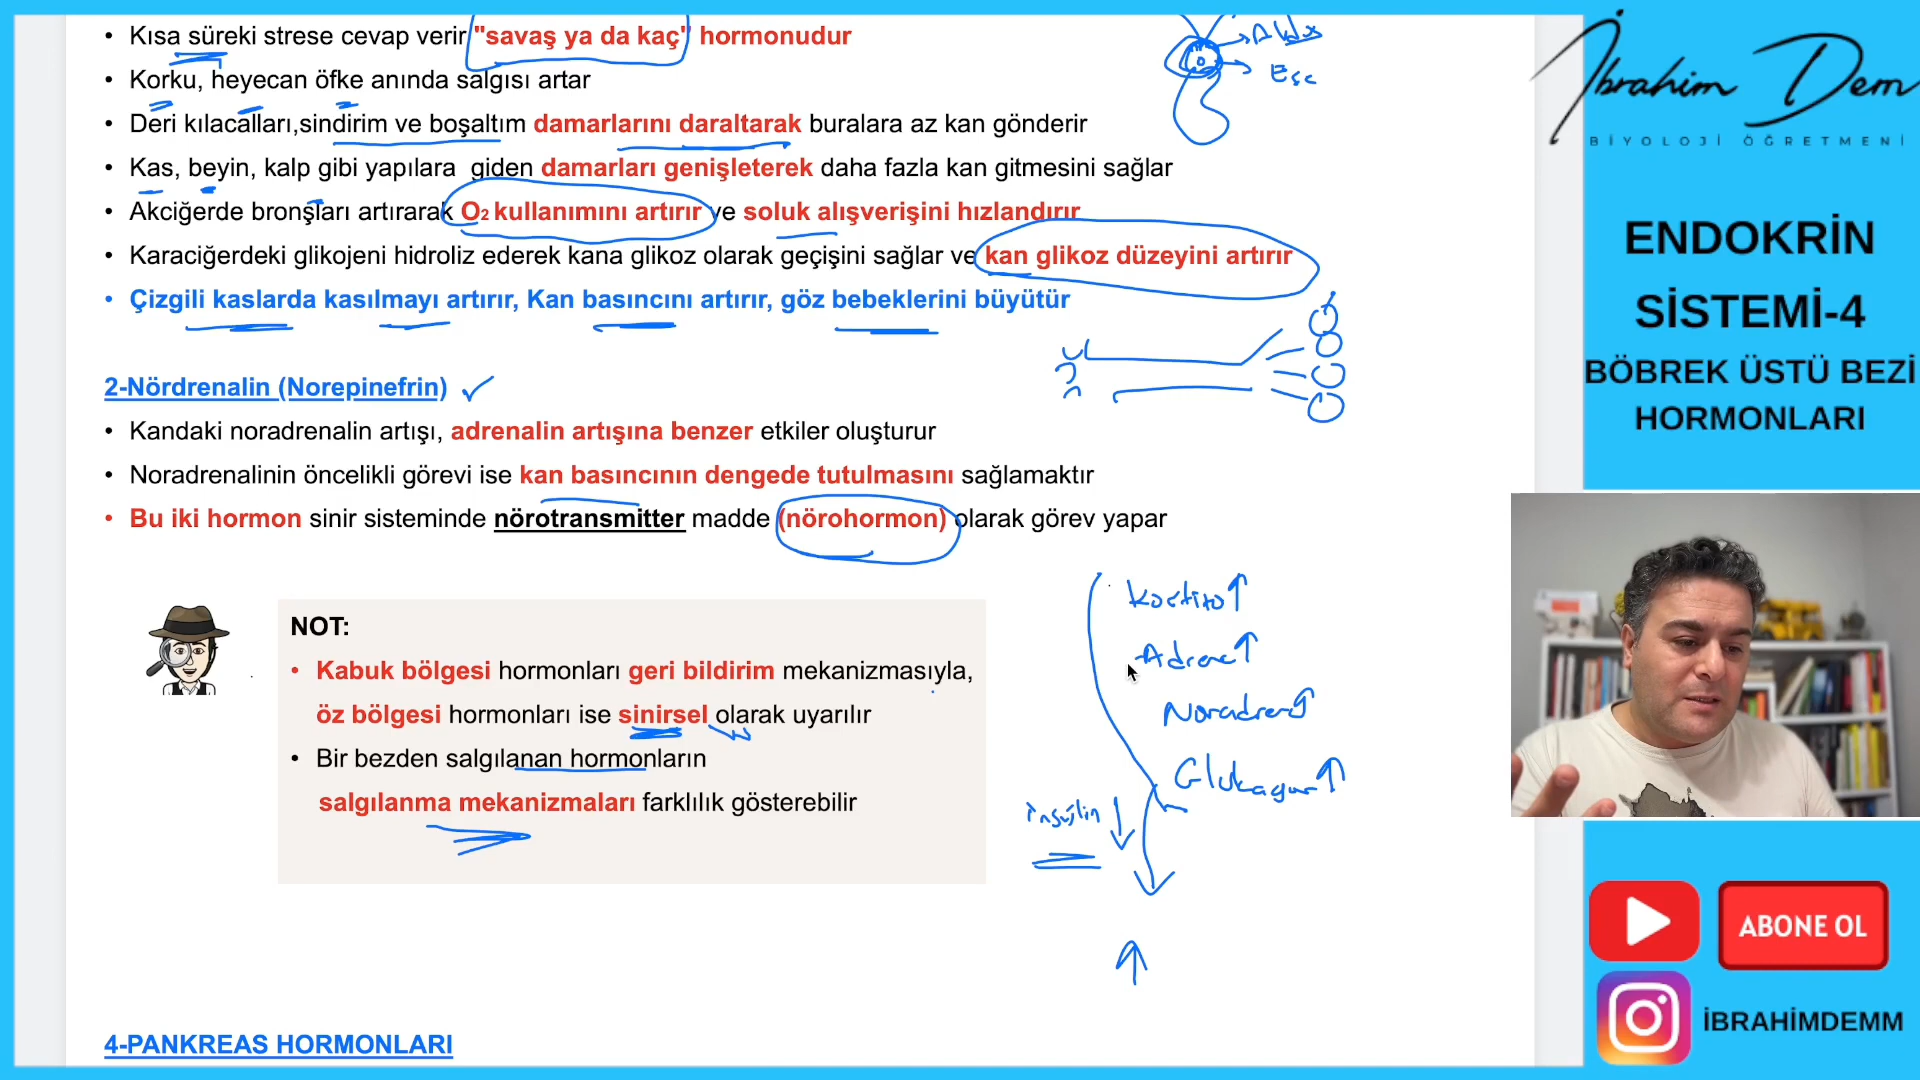 • Kısa süreki strese cevap verir "savaş ya da kaç" hormonudur
• Korku, heyecan öfke anında salgısı artar
• Deri kılacalları,sindirim ve boşaltım damarlarını daraltarak buralara az kan gönderir
• Kas, beyin, kalp gibi yapılara giden damarları genişleterek daha fazla kan gitmesini sağlar
• Akciğerde bronşları artırarak O₂ kullanımını artırır ve soluk alışverişini hızlandırır
• Karaciğerdeki glikojeni hidroliz ederek kana glikoz olarak geçişini sağlar ve kan glikoz düzeyini artırır
• Çizgili kaslarda kasılmayı artırır, Kan basıncını artırır, göz bebeklerini büyütür
2-Nördrenalin (Norepinefrin)
• Kandaki noradrenalin artışı, adrenalin artışına benzer etkiler oluşturur
• Noradrenalinin öncelikli görevi ise kan basıncının dengede tutulmasını sağlamaktır
• Bu iki hormon sinir sisteminde nörotransmitter madde (nörohormon) olarak görev yapar
NOT:
• Kabuk bölgesi hormonları geri bildirim mekanizmasıyla,
öz bölgesi hormonları ise sinirsel olarak uyarılır
• Bir bezden salgılanan hormonların
salgılanma mekanizmaları farklılık gösterebilir
Adren↑
Noradren↑
Glukagon↑
insülin ↓
4-PANKREAS HORMONLARI
İbrahim Dem
BİYOLOJİ ÖĞRETMENİ
ENDOKRİN
SİSTEMİ-4
BÖBREK ÜSTÜ BEZİ
HORMONLARI
ABONE OL
İBRAHİMDEMM